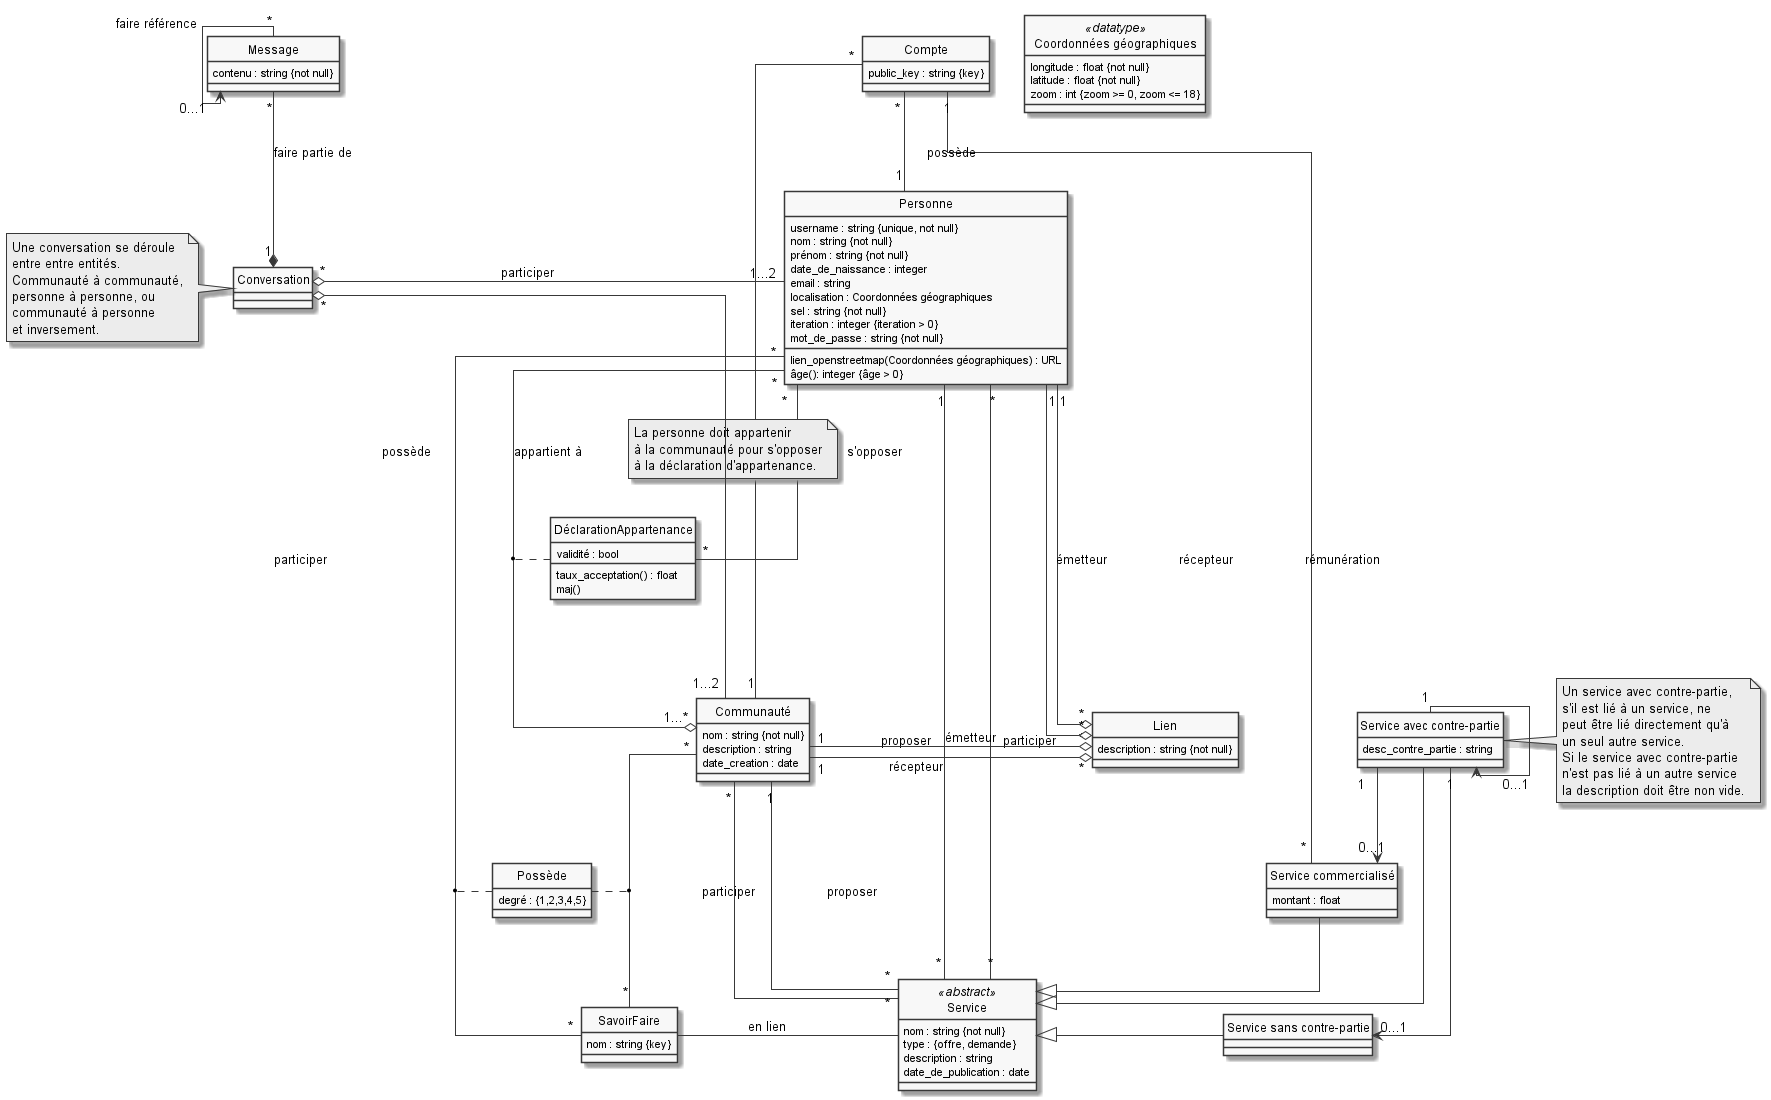 faire référence
*
Message
contenu : string {not null}
0...1
*
faire partie de
1
Compte
public_key : string {key}
*
*
1
possède
1
«datatype»
Coordonnées géographiques
longitude : float {not null}
latitude : float {not null}
zoom : int {zoom >= 0, zoom <= 18}
Une conversation se déroule
entre entre entités.
Communauté à communauté,
personne à personne, ou
communauté à personne
et inversement.
Conversation
*
*
participer
1...2
Personne
username : string {unique, not null}
nom : string {not null}
prénom : string {not null}
date_de_naissance : integer
email : string
localisation : Coordonnées géographiques
sel : string {not null}
iteration : integer {iteration > 0}
mot_de_passe : string {not null}
lien_openstreetmap(Coordonnées géographiques) : URL
âge(): integer {âge > 0}
*
*
*
1
*
1
1
La personne doit appartenir
à la communauté pour s'opposer
à la déclaration d'appartenance.
possède
appartient à
s'opposer
DéclarationAppartenance
validité : bool
taux_acceptation() : float
maj()
*
participer
émetteur
récepteur
rémunération
1...2
1
1...*
*
Communauté
nom : string {not null}
description : string
date_creation : date
1
1
proposer
émetteur
participer
récepteur
*
*
*
Lien
description : string {not null}
1
Service avec contre-partie
desc_contre_partie : string
1
1
0...1
Un service avec contre-partie,
s'il est lié à un service, ne
peut être lié directement qu'à
un seul autre service.
Si le service avec contre-partie
n'est pas lié à un autre service
la description doit être non vide.
*
1
*
0...1
Service commercialisé
montant : float
Possède
degré : {1,2,3,4,5}
participer
proposer
*
*
*
*
*
*
SavoirFaire
nom : string {key}
en lien
«abstract»
Service
nom : string {not null}
type : {offre, demande}
description : string
date_de_publication : date
Service sans contre-partie
0...1